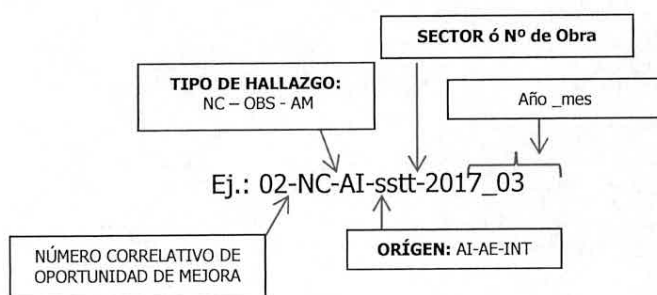 SECTOR ó Nº de Obra
TIPO DE HALLAZGO:
NC – OBS - AM
Año _mes
Ej.: 02-NC-AI-sstt-2017_03
NÚMERO CORRELATIVO DE
OPORTUNIDAD DE MEJORA
ORÍGEN: AI-AE-INT